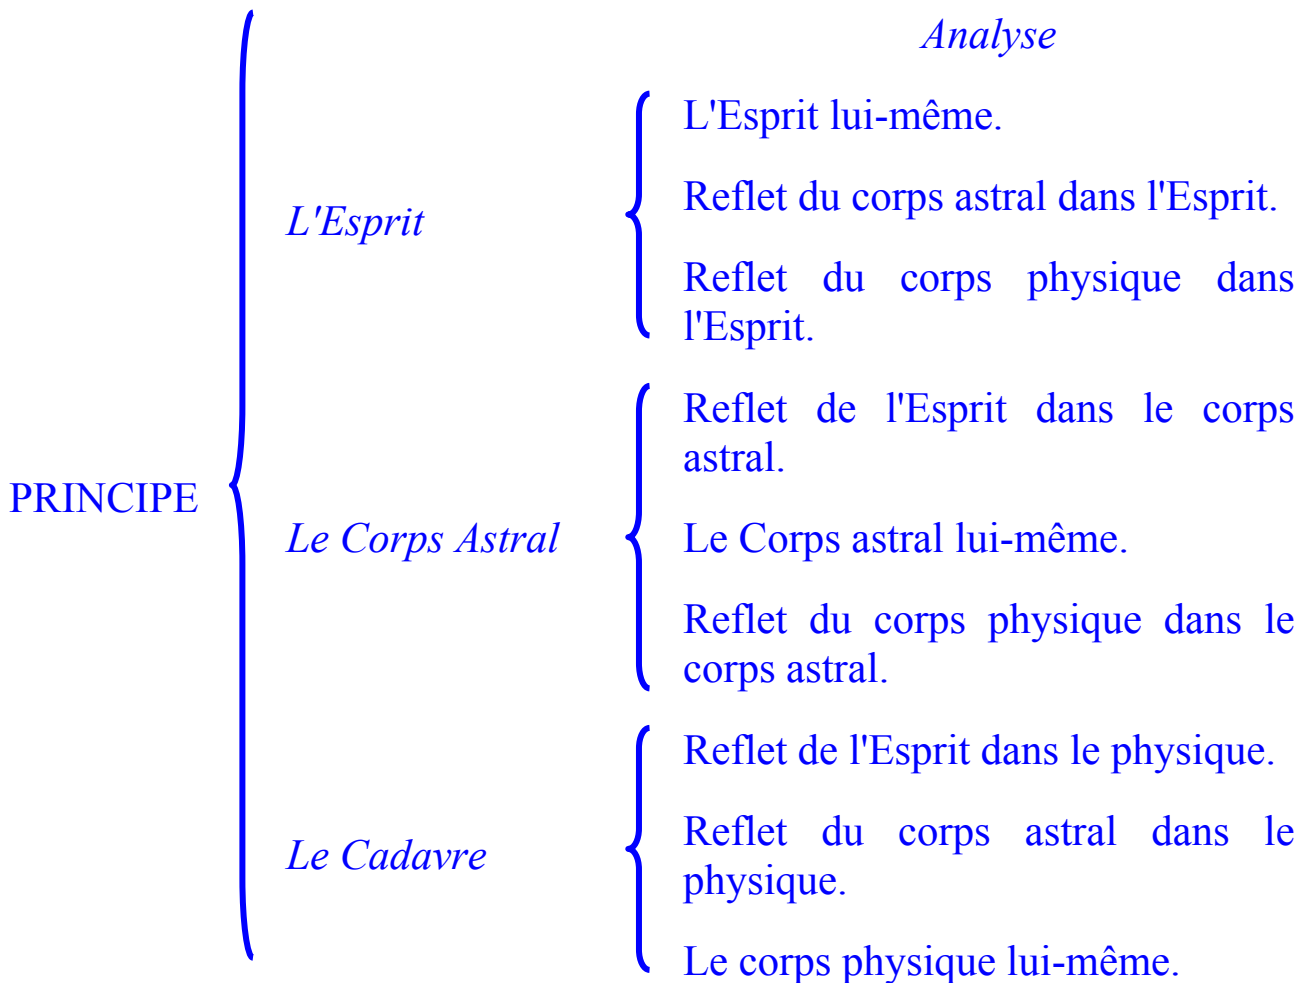 Analyse
L'Esprit lui-même.
Reflet du corps astral dans l'Esprit.
L'Esprit
Reflet du corps physique dans
l'Esprit.
Reflet de l'Esprit dans le corps
astral.
PRINCIPE
Le Corps Astral
Le Corps astral lui-même.
Reflet du corps physique dans le
corps astral.
Reflet de l'Esprit dans le physique.
Le Cadavre
Reflet du corps astral dans le
physique.
Le corps physique lui-même.